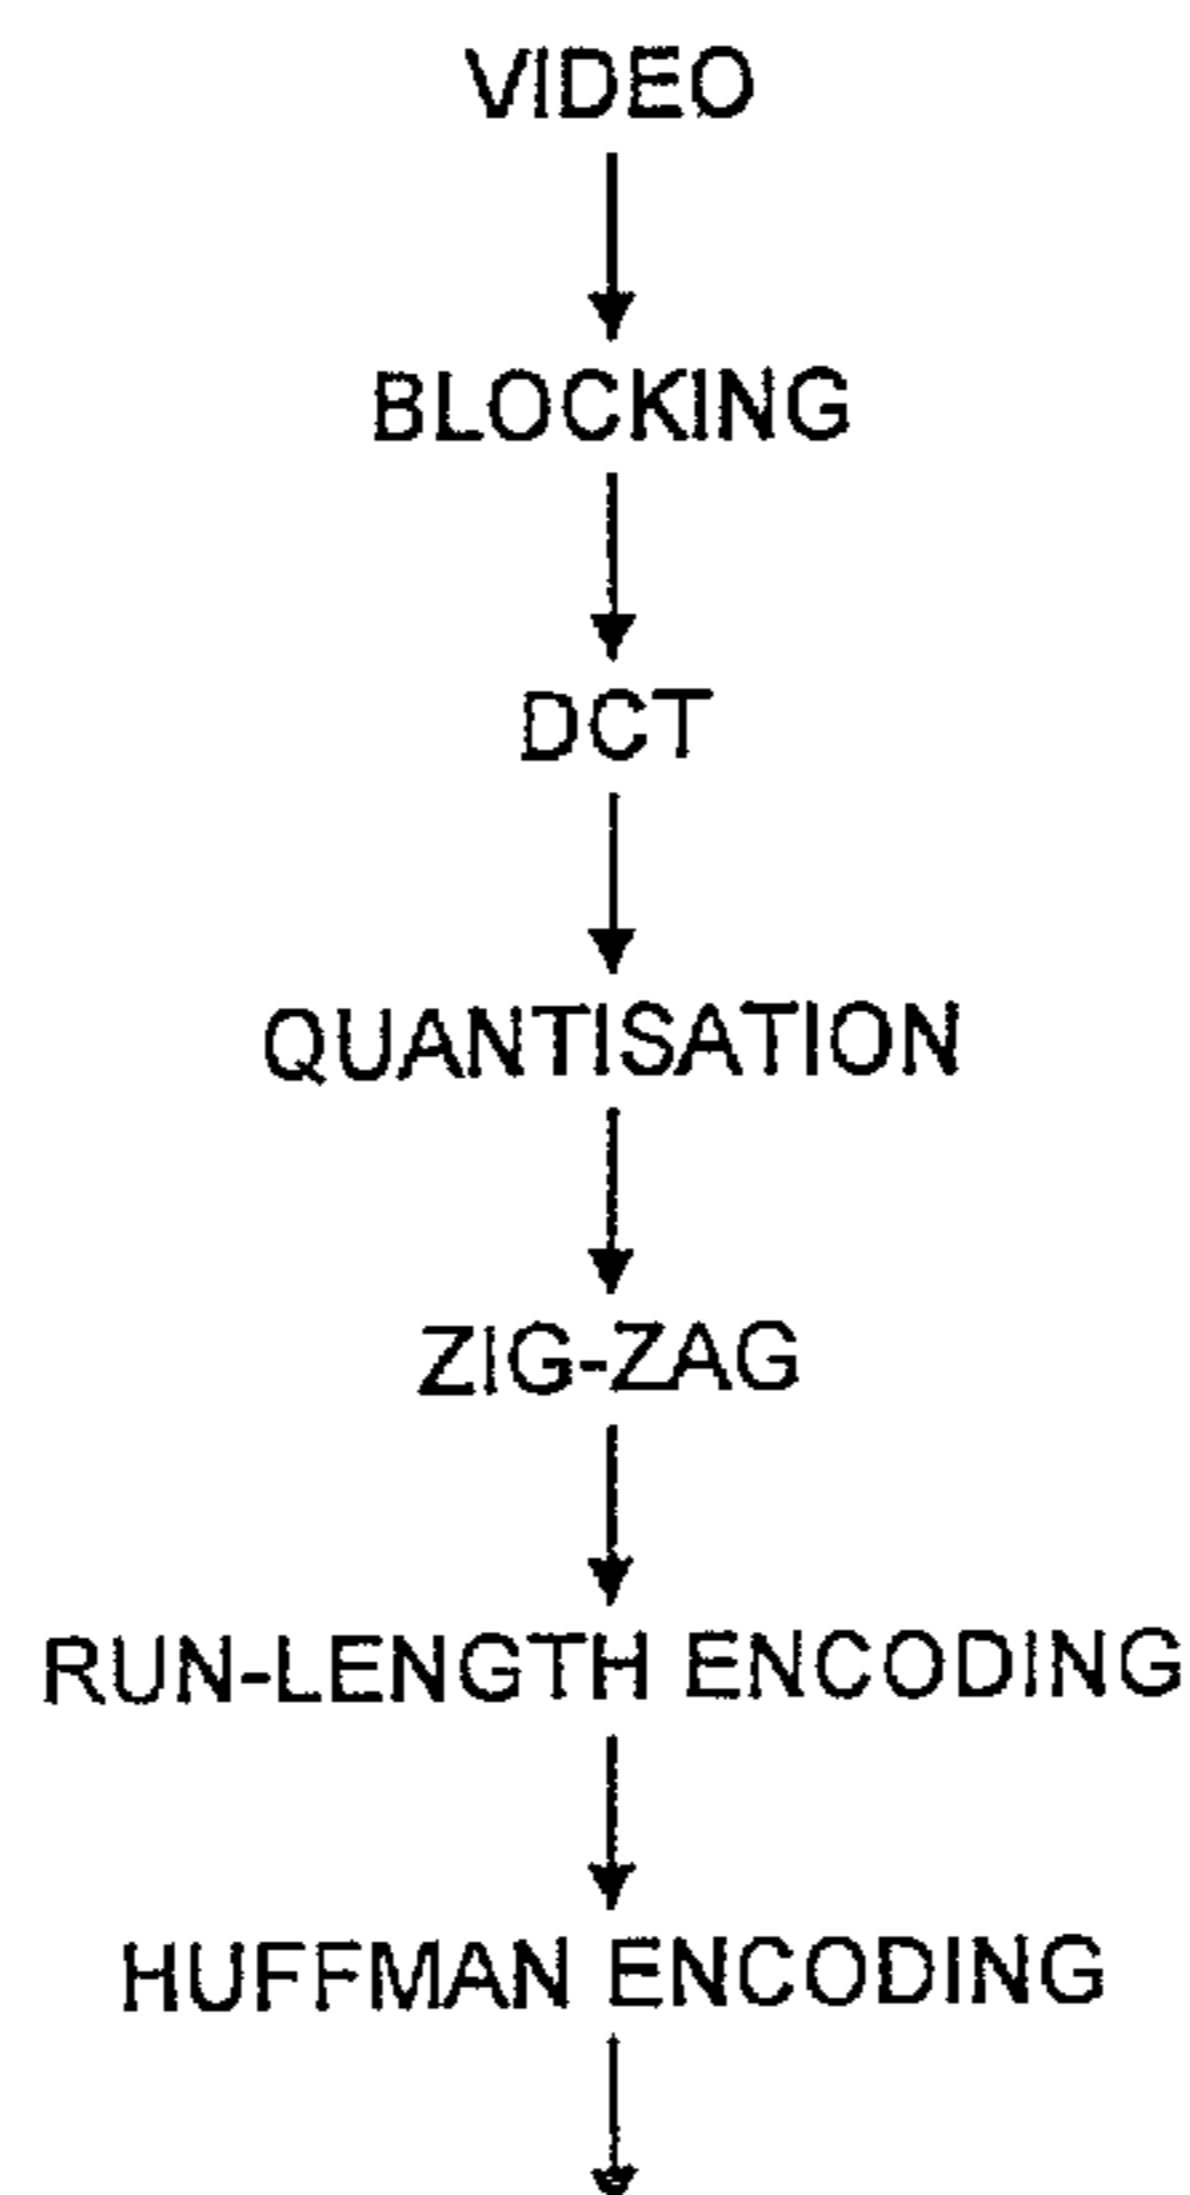 VIDEO
BLOCKING
DCT
QUANTISATION
ZIG-ZAG
RUN-LENGTH ENCODING
HUFFMAN ENCODING